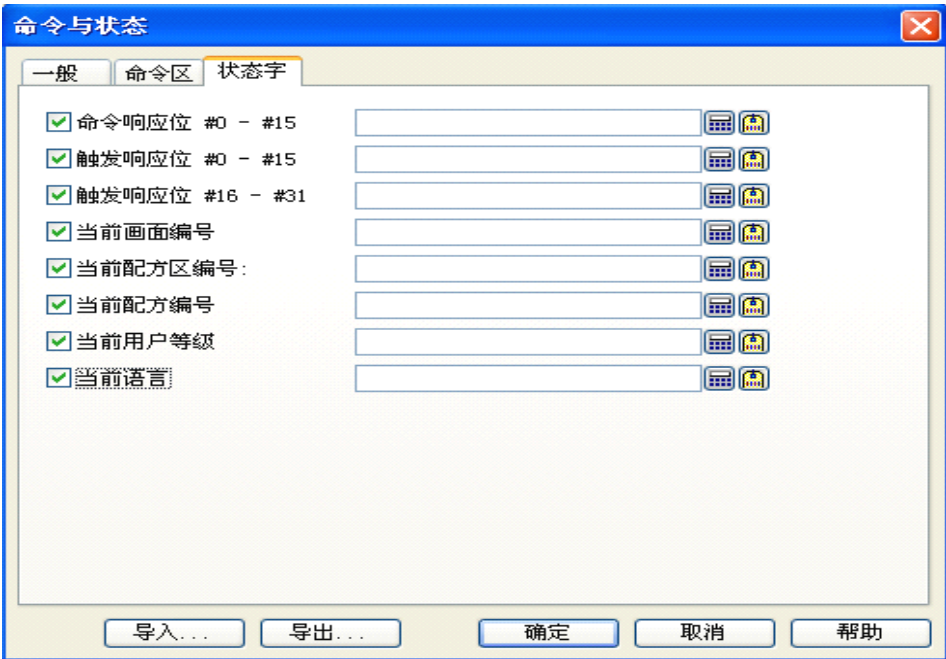 命令与状态
一般 命令区 状态字
命令响应位 #0 - #15
触发响应位 #0 - #15
触发响应位 #16 - #31
当前画面编号
当前配方区编号:
当前配方编号
当前用户等级
当前语言
导入... 导出... 确定 取消 帮助